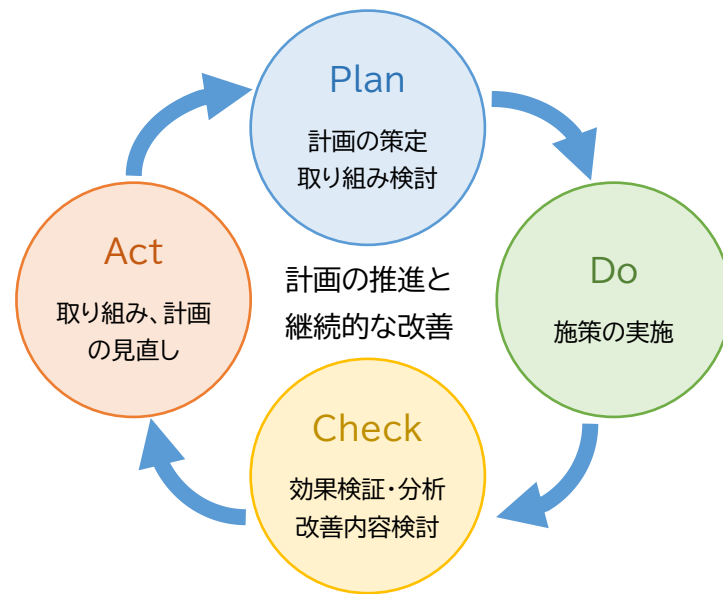 Plan
計画の策定
取り組み検討
Do
施策の実施
Check
効果検証・分析
改善内容検討
Act
取り組み、計画
の見直し
計画の推進と
継続的な改善